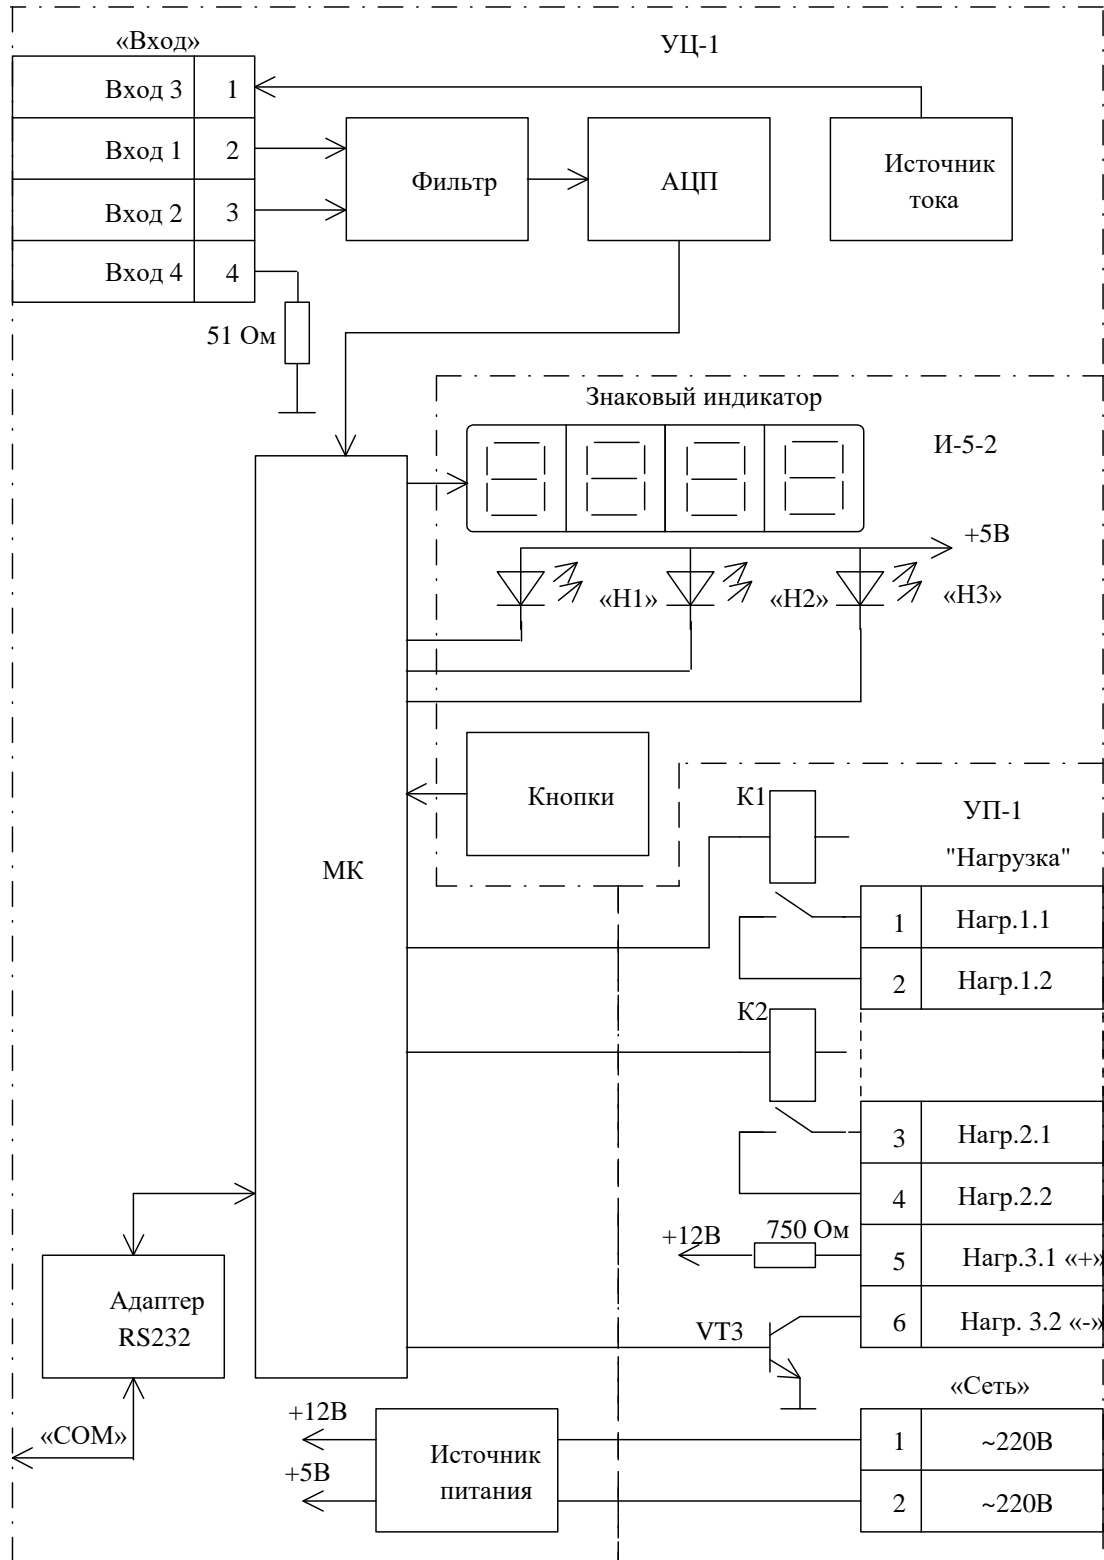 «Вход»
УЦ-1
Вход 3 1
Вход 1 2
Вход 2 3
Вход 4 4
Фильтр
АЦП
Источник
тока
51 Ом
Знаковый индикатор
И-5-2
+5В
«Н1»
«Н2»
«Н3»
Кнопки
МК
К1
УП-1
"Нагрузка"
1 Нагр.1.1
2 Нагр.1.2
К2
3 Нагр.2.1
4 Нагр.2.2
+12В
750 Ом
5 Нагр.3.1 «+»
6 Нагр. 3.2 «-»
VT3
Адаптер
RS232
«COM»
«Сеть»
+12В
+5В
Источник
питания
1 ~220В
2 ~220В